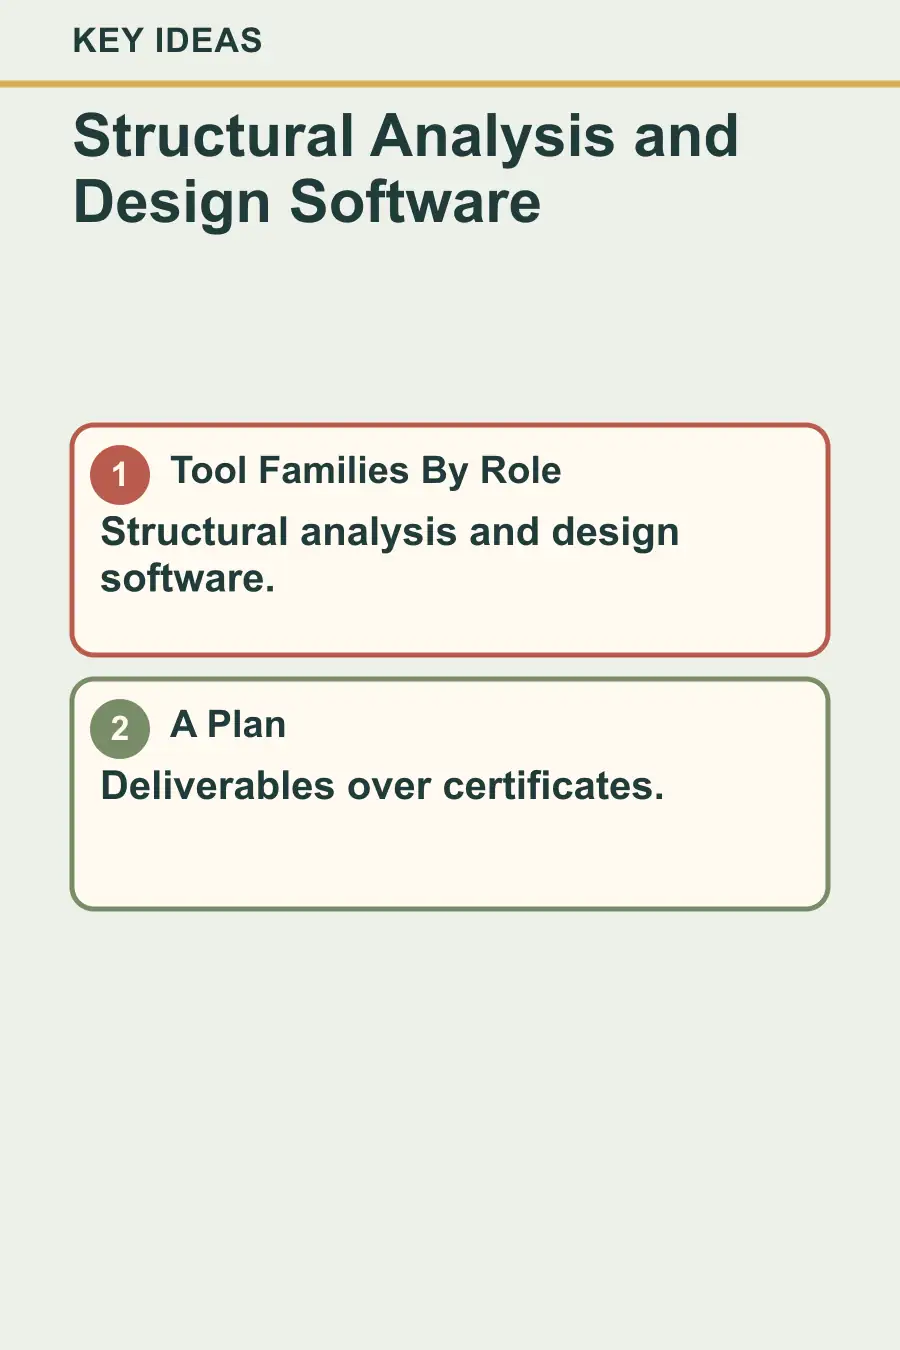 KEY IDEAS
Structural Analysis and
Design Software
1 Tool Families By Role
Structural analysis and design
software.
2 A Plan
Deliverables over certificates.